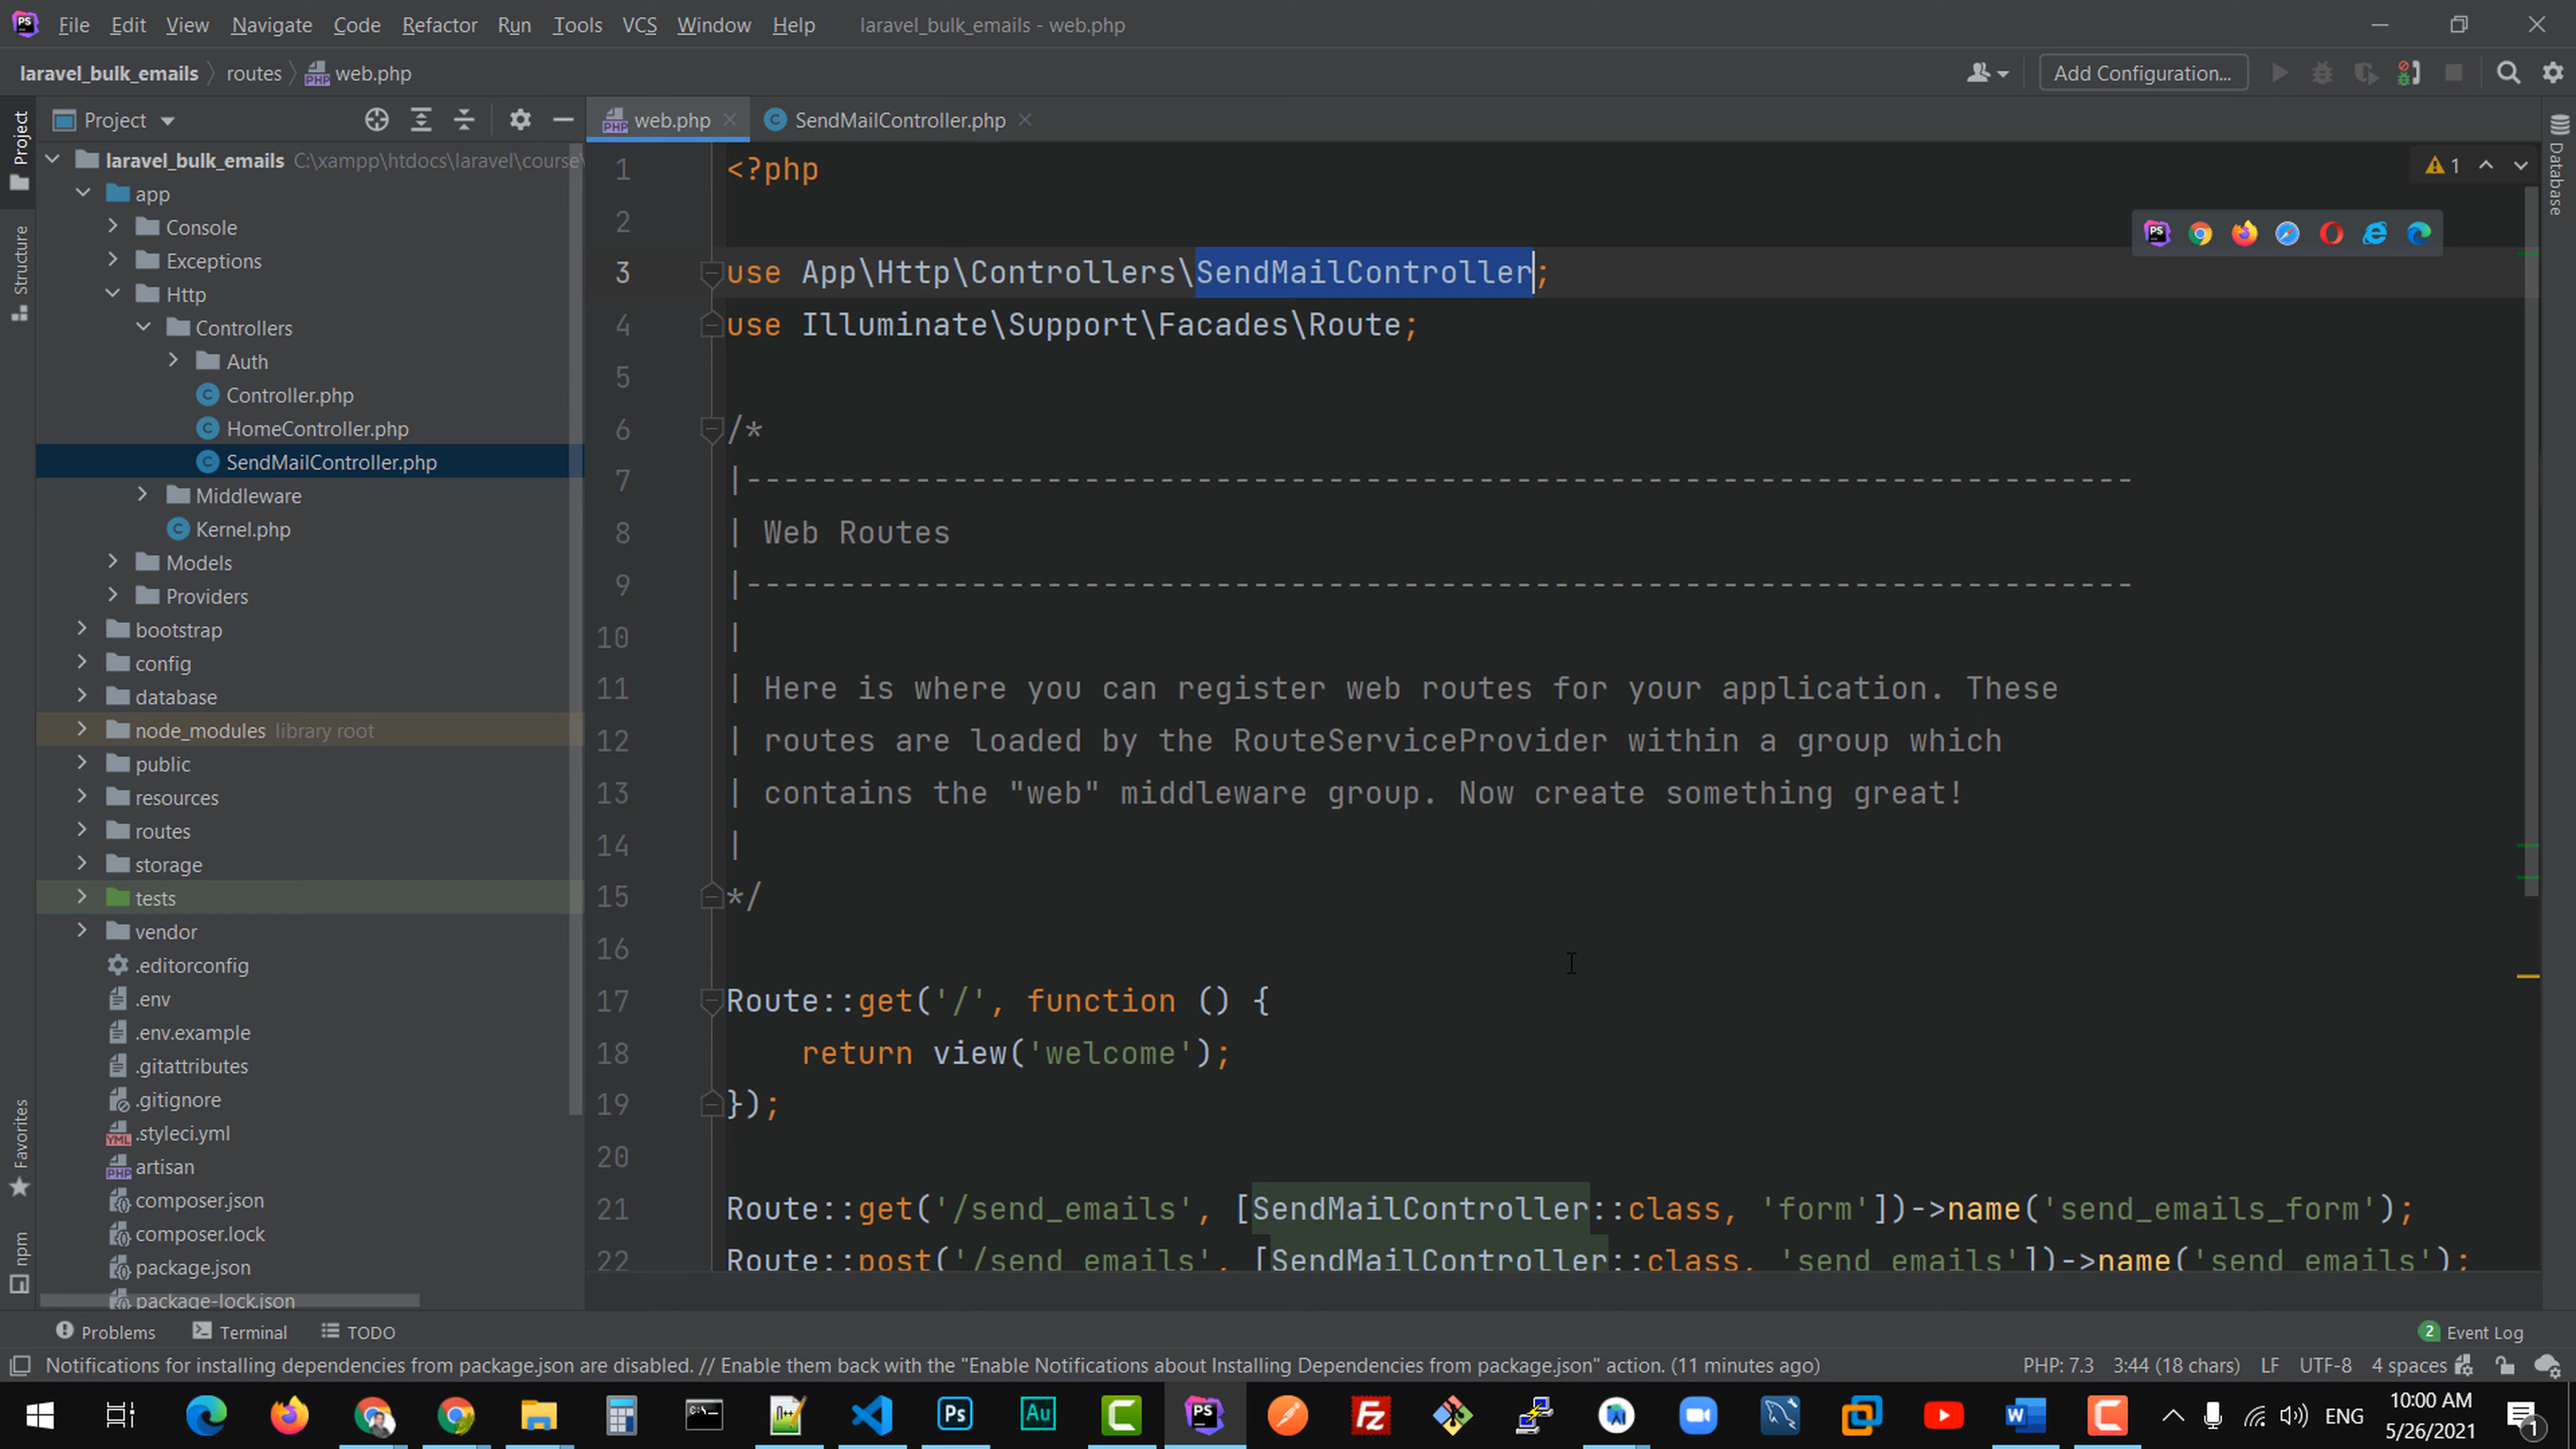 File Edit View Navigate Code Refactor Run Tools VCS Window Help laravel_bulk_emails - web.php
laravel_bulk_emails routes web.php Add Configuration...
Project web.php SendMailController.php
Project
Structure
Favorites
npm
Database
laravel_bulk_emails C:\xampp\htdocs\laravel\course\
app
Console
Exceptions
Http
Controllers
Auth
Controller.php
HomeController.php
SendMailController.php
Middleware
Kernel.php
Models
Providers
bootstrap
config
database
node_modules library root
public
resources
routes
storage
tests
vendor
.editorconfig
.env
.env.example
.gitattributes
.gitignore
.styleci.yml
artisan
composer.json
composer.lock
package.json
package-lock.json
1
1 <?php
2
3 use App\Http\Controllers\SendMailController;
4 use Illuminate\Support\Facades\Route;
5
6 /*
7 |--------------------------------------------------------------------------
8 | Web Routes
9 |--------------------------------------------------------------------------
10 |
11 | Here is where you can register web routes for your application. These
12 | routes are loaded by the RouteServiceProvider within a group which
13 | contains the "web" middleware group. Now create something great!
14 |
15 */
16
17 Route::get('/', function () {
18 return view('welcome');
19 });
20
21 Route::get('/send_emails', [SendMailController::class, 'form'])->name('send_emails_form');
22 Route::post('/send_emails', [SendMailController::class, 'send_emails'])->name('send_emails');
Problems Terminal TODO 2 Event Log
Notifications for installing dependencies from package.json are disabled. // Enable them back with the "Enable Notifications about Installing Dependencies from package.json" action. (11 minutes ago) PHP: 7.3 3:44 (18 chars) LF UTF-8 4 spaces
ENG 10:00 AM
5/26/2021 1